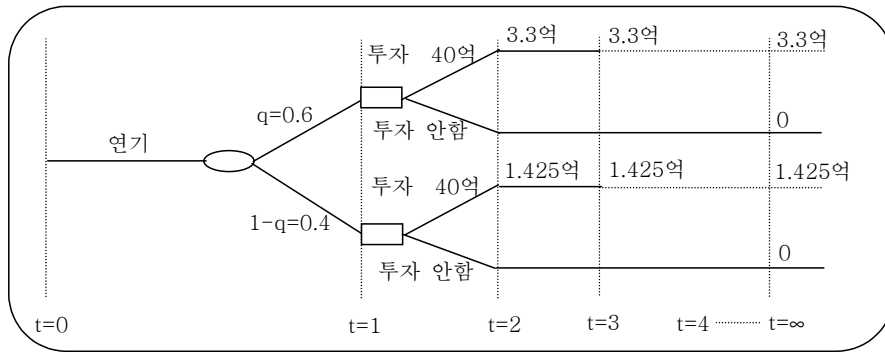 3.3억 3.3억 3.3억
투자 40억
q=0.6
투자 안함 0
연기
1.425억 1.425억 1.425억
투자 40억
1-q=0.4
0
투자 안함
t=0 t=1 t=2 t=3 t=4 t=∞